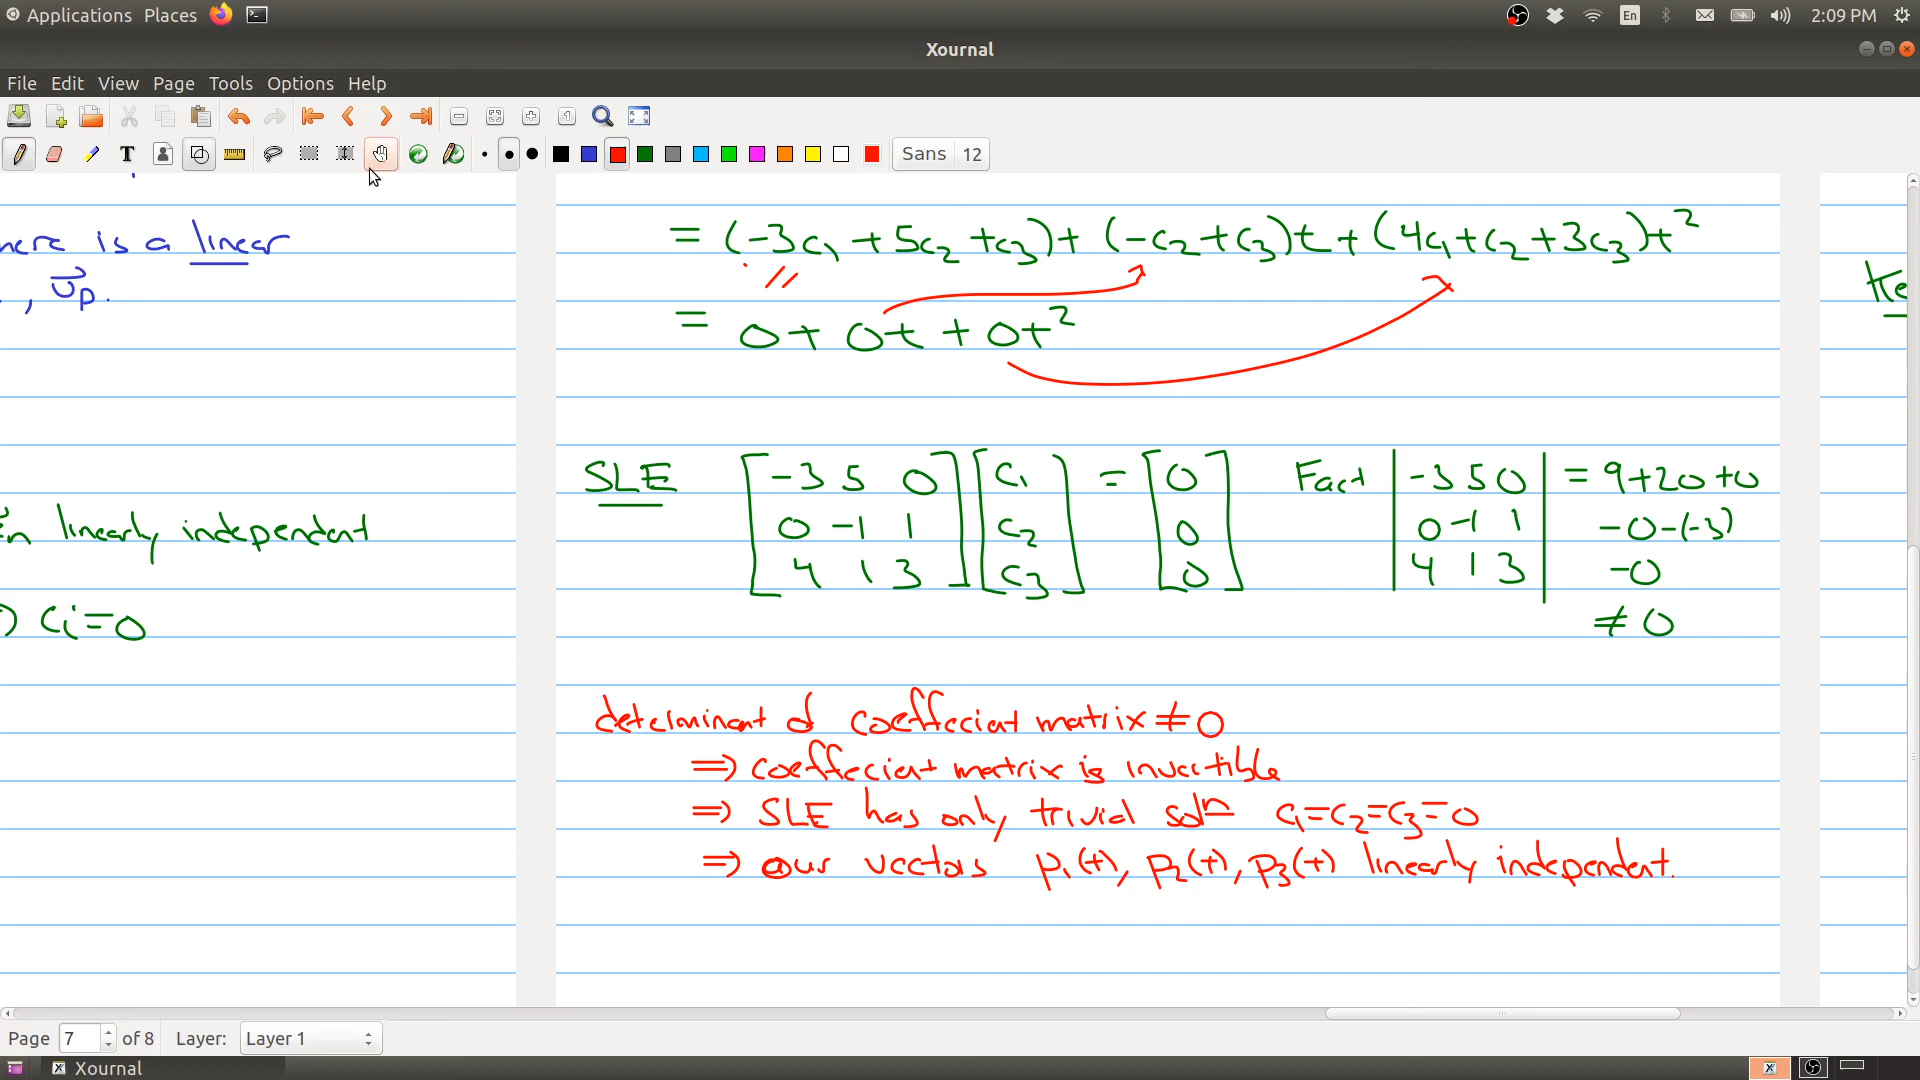 Applications Places En 2:09 PM
Xournal
File Edit View Page Tools Options Help
Sans 12
here is a linear
, v⃗p.
linearly independent
) ci=0
= (-3c1 +5c2 +c3)+ (-c2+c3)t+(4c1+c2+3c3)t²
= 0+ 0t + 0t²
SLE [-3 5 0] [c1] = [0] Fact |-3 5 0| = 9+20+0
[0 -1 1] [c2] [0] |0 -1 1| -0-(-3)
[4 1 3] [c3] [0] |4 1 3| -0
≠ 0
determinant of coeffecient matrix ≠ 0
=> coeffecient matrix is invertible
=> SLE has only trivial soln c1=c2=c3=0
=> our vectors p1(t), p2(t), p3(t) linearly independent.
Ke
Page 7 of 8 Layer: Layer 1
Xournal